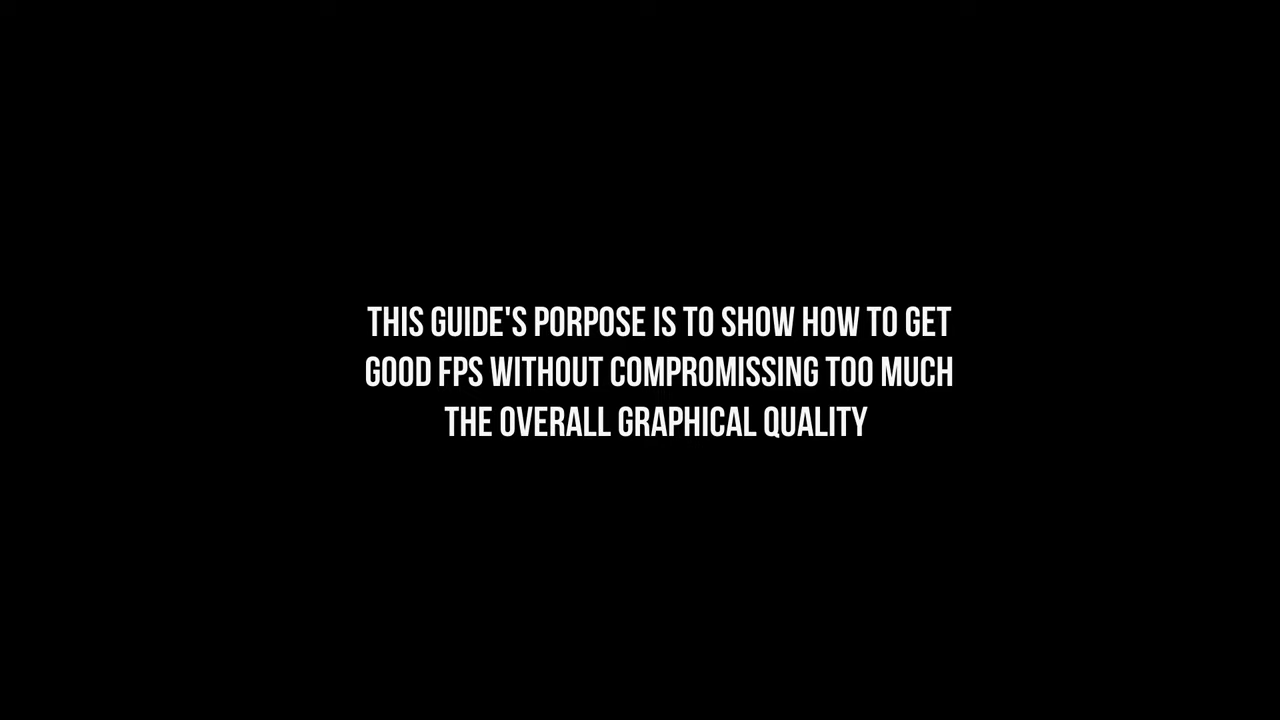 THIS GUIDE'S PORPOSE IS TO SHOW HOW TO GET
GOOD FPS WITHOUT COMPROMISSING TOO MUCH
THE OVERALL GRAPHICAL QUALITY